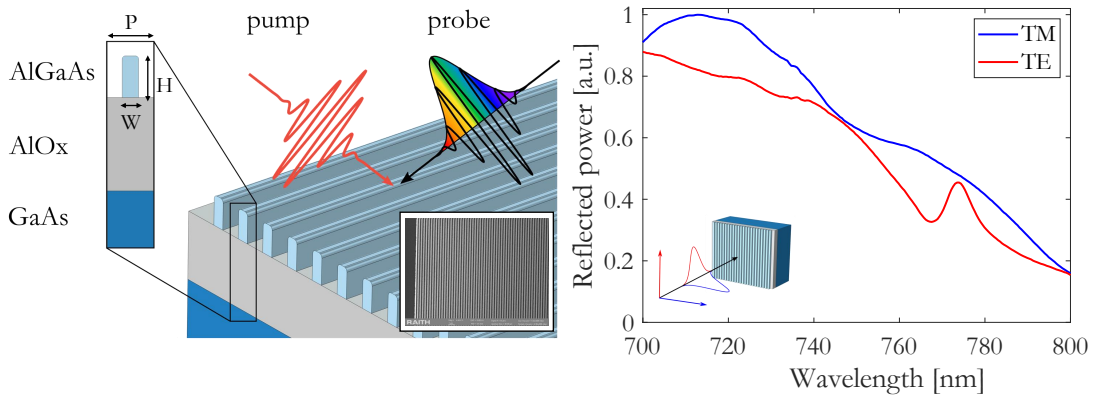 pump
probe
P
AlGaAs
H
W
AlOx
GaAs
RAITH
Reflected power [a.u.]
1
0.8
0.6
0.4
0.2
0
700
720
740
760
780
800
Wavelength [nm]
TM
TE